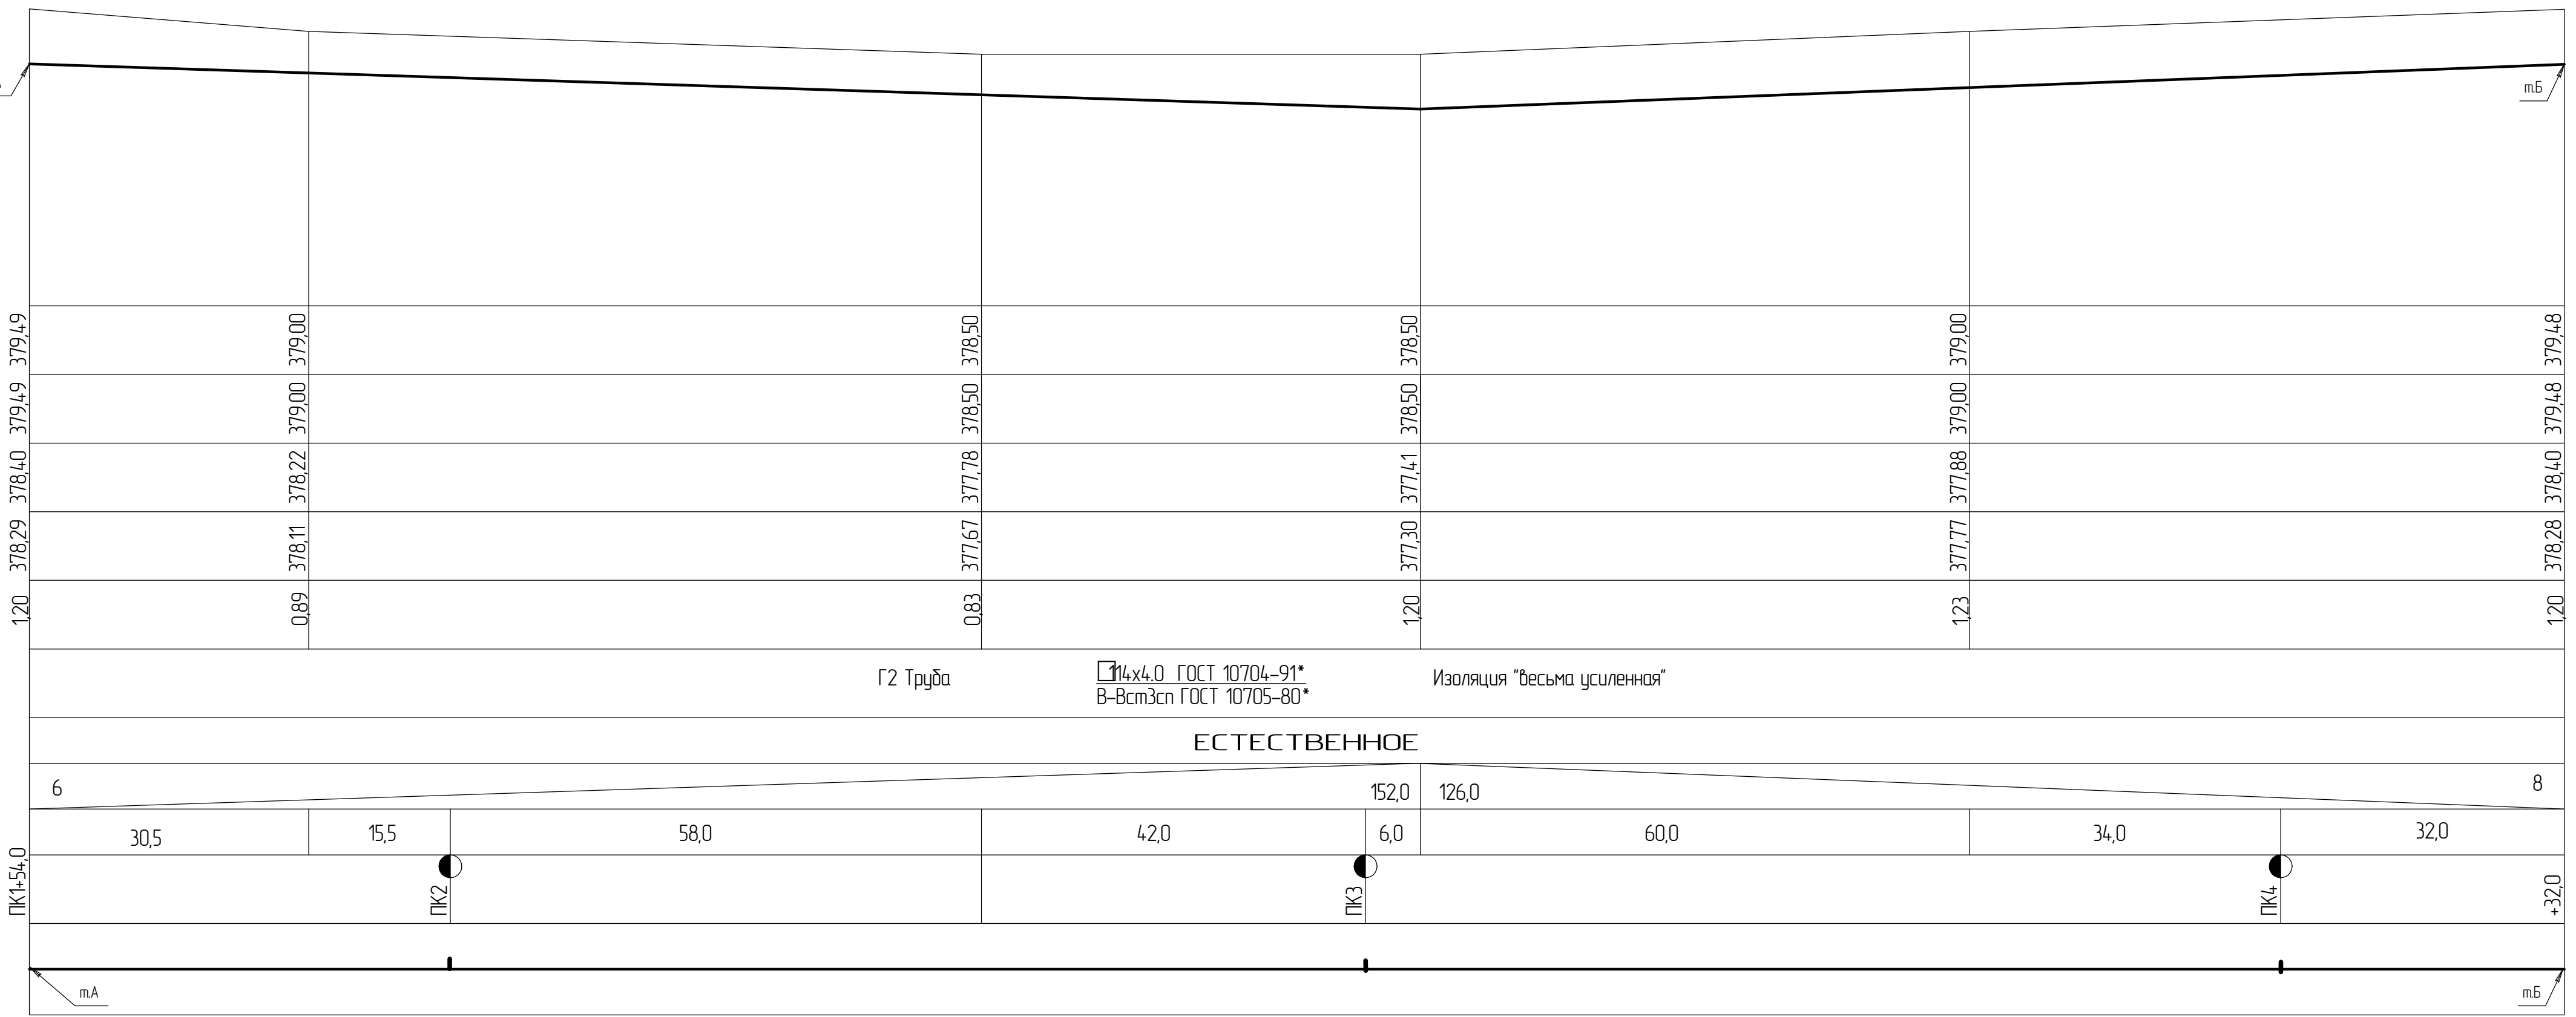 т.Б
379,49 379,00 378,50 378,50 379,00 379,48
379,49 379,00 378,50 378,50 379,00 379,48
378,40 378,22 377,78 377,41 377,88 378,40
378,29 378,11 377,67 377,30 377,77 378,28
1,20 0,89 0,83 1,20 1,23 1,20
Г2 Труба
114х4.0 ГОСТ 10704-91*
В-Вст3сп ГОСТ 10705-80*
Изоляция "весьма усиленная"
ЕСТЕСТВЕННОЕ
6 152,0 126,0 8
30,5 15,5 58,0 42,0 6,0 60,0 34,0 32,0
ПК1+54,0 ПК2 ПК3 ПК4 +32,0
т.А т.Б